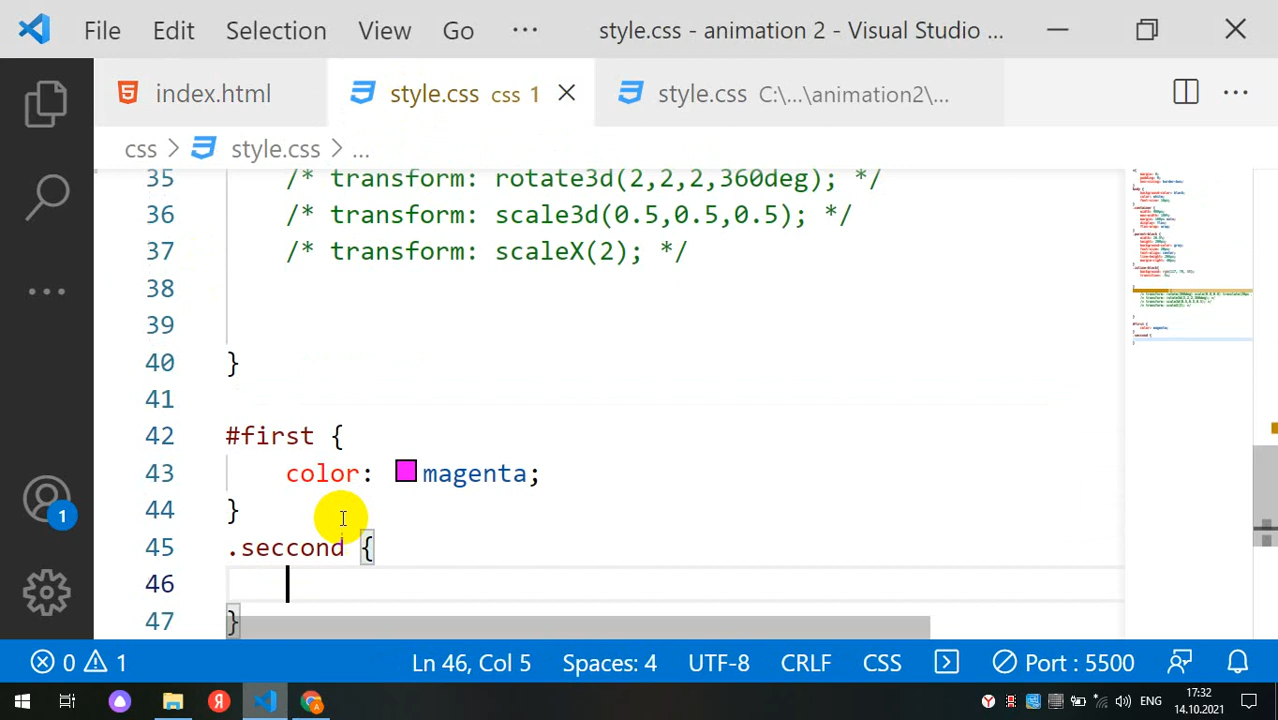 File Edit Selection View Go ··· style.css - animation 2 - Visual Studio ...
index.html style.css css 1 style.css C:\...\animation2\...
css > style.css > ...
35 /* transform: rotate3d(2,2,2,360deg); */
36 /* transform: scale3d(0.5,0.5,0.5); */
37 /* transform: scaleX(2); */
38
39
40 }
41
42 #first {
43 color: magenta;
44 }
45 .seccond {
46
47 }
1
0 1 Ln 46, Col 5 Spaces: 4 UTF-8 CRLF CSS Port : 5500
ENG 17:32
14.10.2021